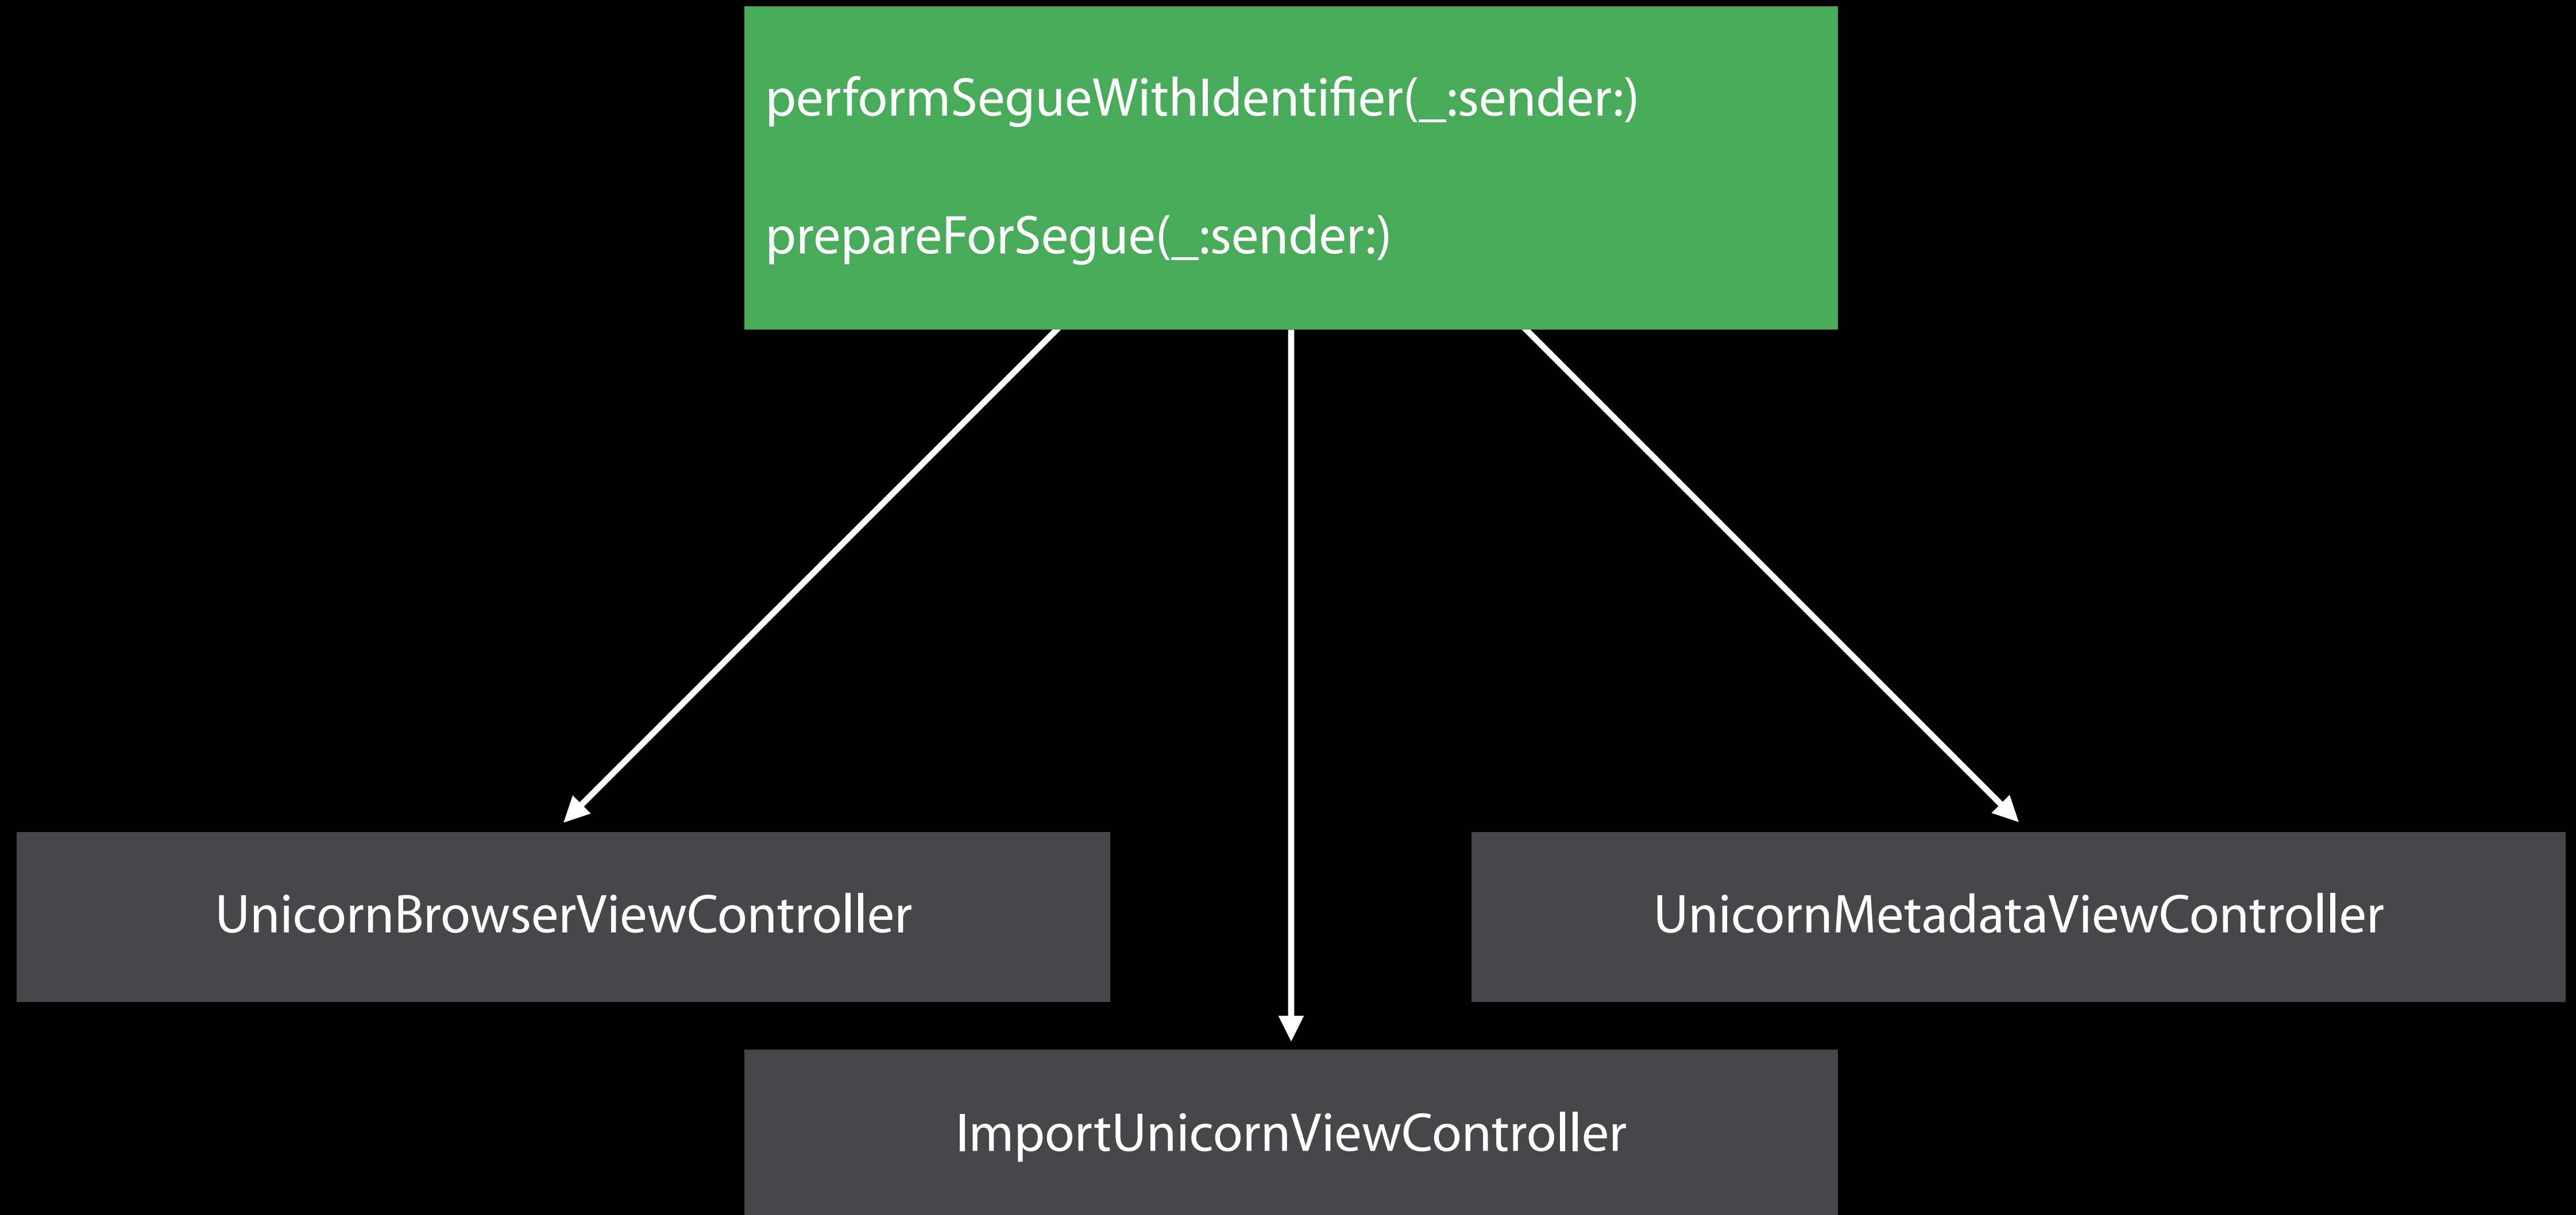 performSegueWithIdentifier(_:sender:)
prepareForSegue(_:sender:)
UnicornBrowserViewController
UnicornMetadataViewController
ImportUnicornViewController